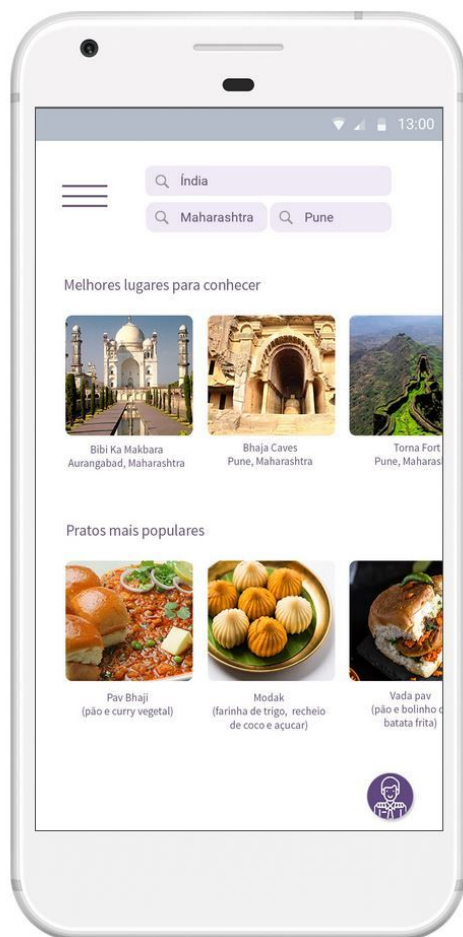 13:00
Índia
Maharashtra
Pune
Melhores lugares para conhecer
Bibi Ka Makbara
Aurangabad, Maharashtra
Bhaja Caves
Pune, Maharashtra
Torna Fort
Pune, Maharas
Pratos mais populares
Pav Bhaji
(pão e curry vegetal)
Modak
(farinha de trigo, recheio
de coco e açucar)
Vada pav
(pão e bolinho
batata frita)